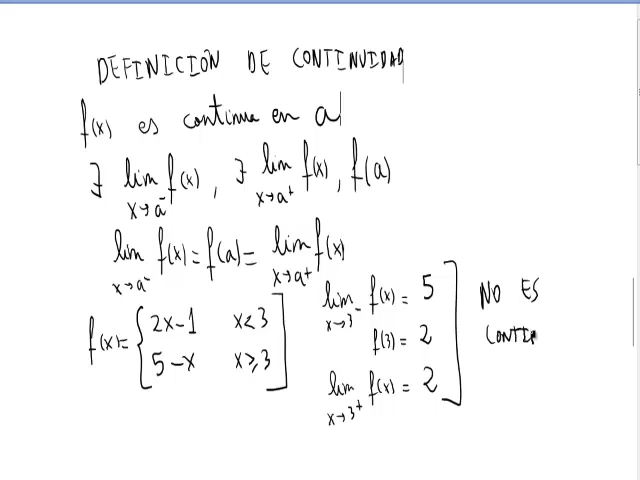 DEFINICION DE CONTINUIDAD
f(x) es continua en a
∃ lim x→a⁻ f(x), ∃ lim x→a⁺ f(x), f(a)
lim x→a⁻ f(x) = f(a) = lim x→a⁺ f(x)
f(x) = { 2x-1 x<3
5-x x≥3 ]
lim x→3⁻ f(x) = 5
f(3) = 2
lim x→3⁺ f(x) = 2
NO ES